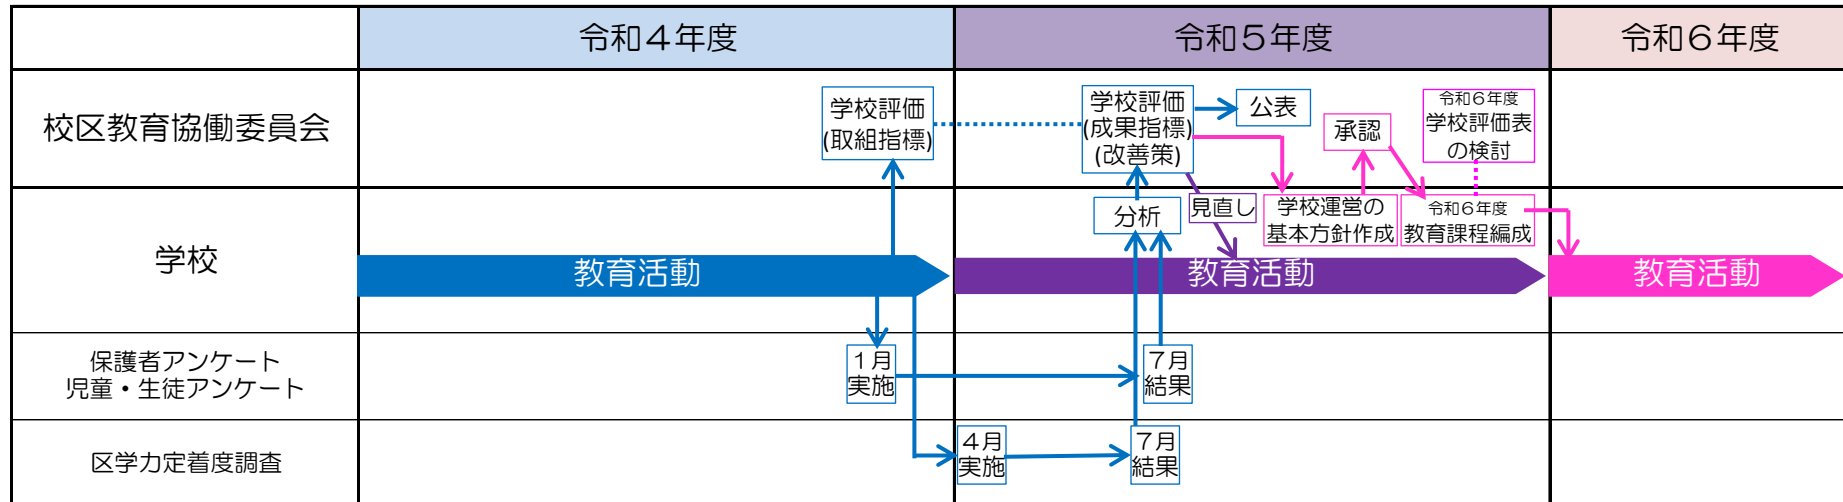 令和４年度
令和５年度
令和６年度
校区教育協働委員会
学校評価
(取組指標)
学校評価
(成果指標)
(改善策)
公表
承認
令和６年度
学校評価表
の検討
学校
分析
見直し
学校運営の
基本方針作成
令和６年度
教育課程編成
教育活動
教育活動
教育活動
保護者アンケート
児童・生徒アンケート
１月
実施
７月
結果
区学力定着度調査
４月
実施
７月
結果